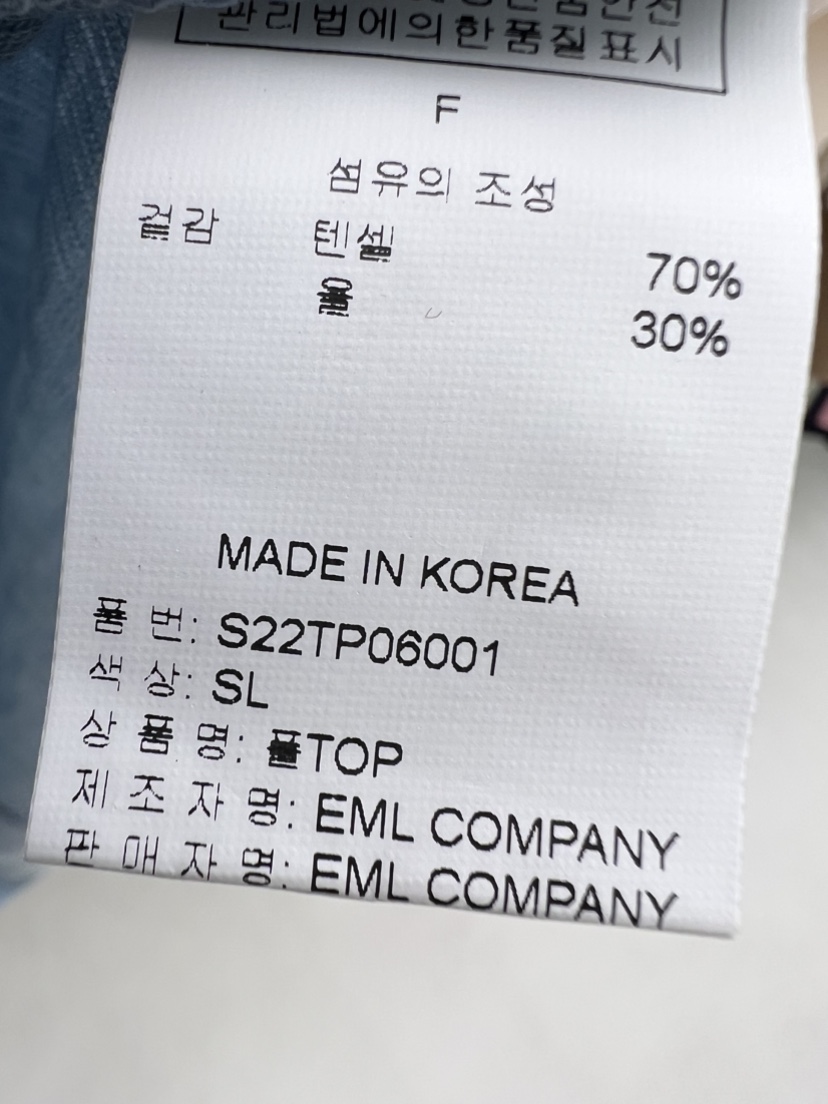 관리법에의한품질표시
F
섬유의 조성
겉감 텐셀 70%
울 30%
MADE IN KOREA
품 번: S22TP06001
색 상: SL
상 품 명: TOP
제 조 자 명: EML COMPANY
판 매 자 명: EML COMPANY